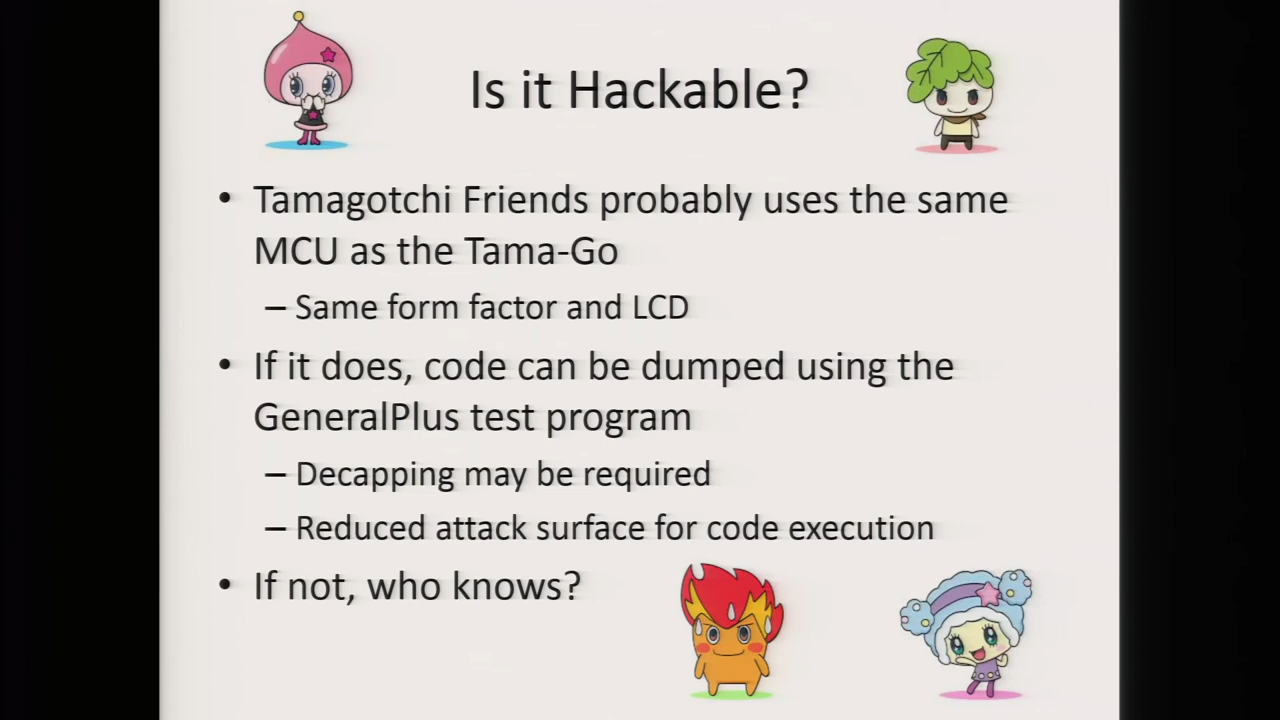 Is it Hackable?
• Tamagotchi Friends probably uses the same
MCU as the Tama-Go
– Same form factor and LCD
• If it does, code can be dumped using the
GeneralPlus test program
– Decapping may be required
– Reduced attack surface for code execution
• If not, who knows?